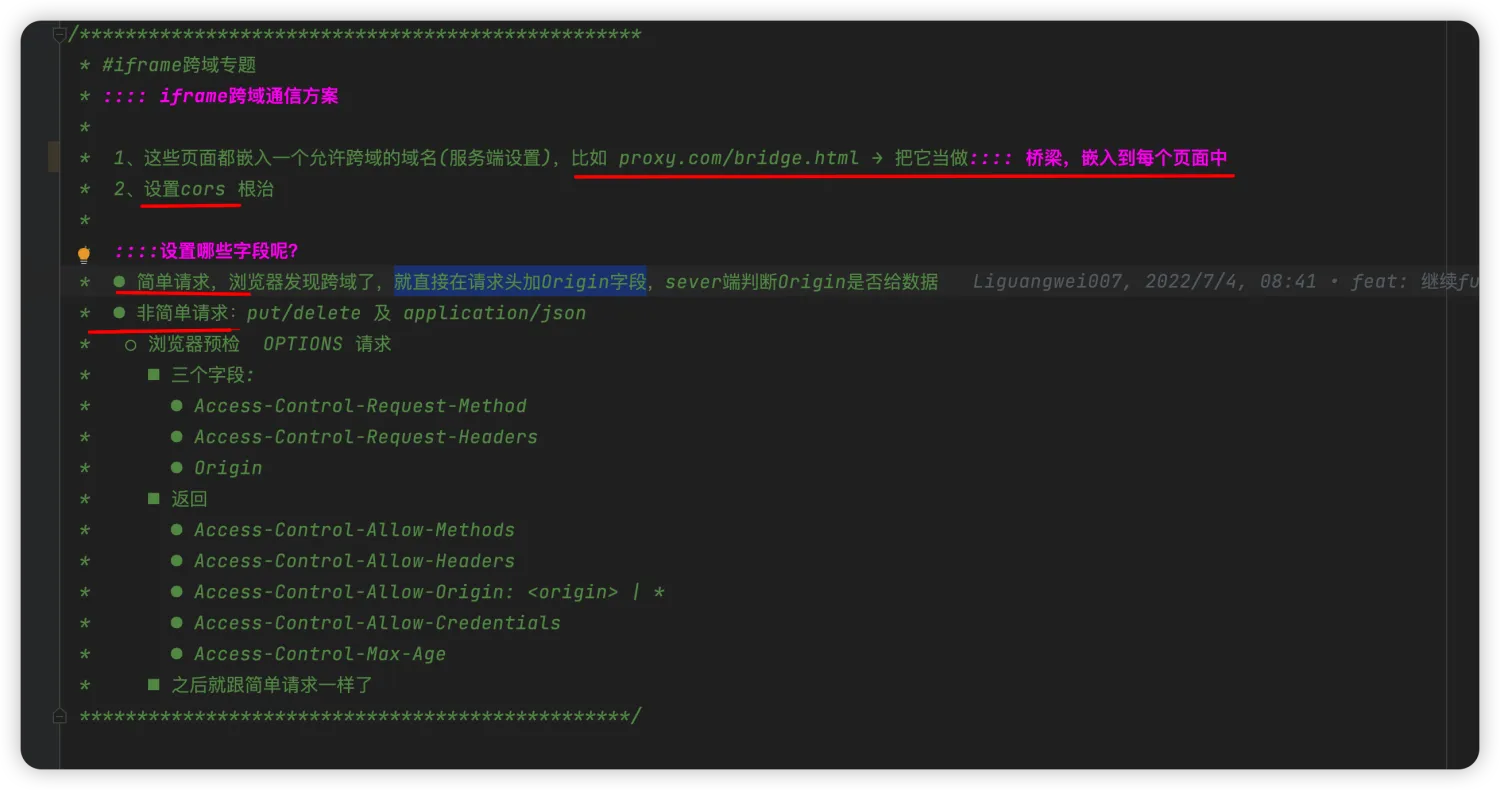 /*************************************************
* #iframe跨域专题
* :::: iframe跨域通信方案
*
* 1、这些页面都嵌入一个允许跨域的域名(服务端设置)，比如 proxy.com/bridge.html → 把它当做:::: 桥梁，嵌入到每个页面中
* 2、设置cors 根治
*
::::设置哪些字段呢?
* ● 简单请求，浏览器发现跨域了，就直接在请求头加Origin字段，sever端判断Origin是否给数据 Liguangwei007, 2022/7/4, 08:41 • feat: 继续fu
* ● 非简单请求：put/delete 及 application/json
* ○ 浏览器预检 OPTIONS 请求
* ■ 三个字段:
* ● Access-Control-Request-Method
* ● Access-Control-Request-Headers
* ● Origin
* ■ 返回
* ● Access-Control-Allow-Methods
* ● Access-Control-Allow-Headers
* ● Access-Control-Allow-Origin: <origin> | *
* ● Access-Control-Allow-Credentials
* ● Access-Control-Max-Age
* ■ 之后就跟简单请求一样了
*************************************************/